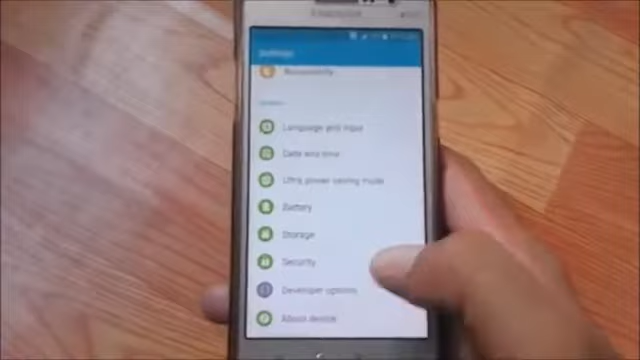 Settings
Accessibility
Language and input
Date and time
Ultra power saving mode
Battery
Storage
Security
Developer options
About device